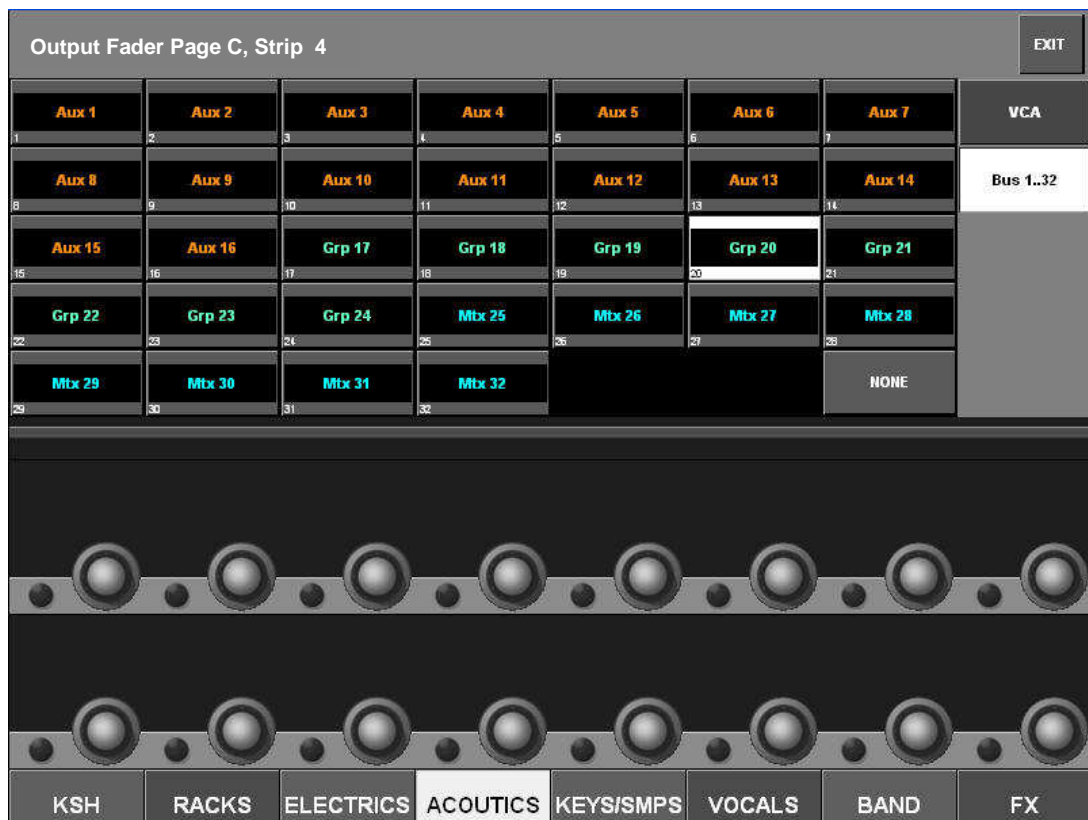 Output Fader Page C, Strip 4
EXIT
Aux 1 Aux 2 Aux 3 Aux 4 Aux 5 Aux 6 Aux 7 VCA
1 2 3 4 5 6 7
Aux 8 Aux 9 Aux 10 Aux 11 Aux 12 Aux 13 Aux 14 Bus 1..32
8 9 10 11 12 13 14
Aux 15 Aux 16 Grp 17 Grp 18 Grp 19 Grp 20 Grp 21
15 16 17 18 19 20 21
Grp 22 Grp 23 Grp 24 Mtx 25 Mtx 26 Mtx 27 Mtx 28
22 23 24 25 26 27 28
Mtx 29 Mtx 30 Mtx 31 Mtx 32 NONE
29 30 31 32
KSH RACKS ELECTRICS ACOUTICS KEYS/SMPS VOCALS BAND FX